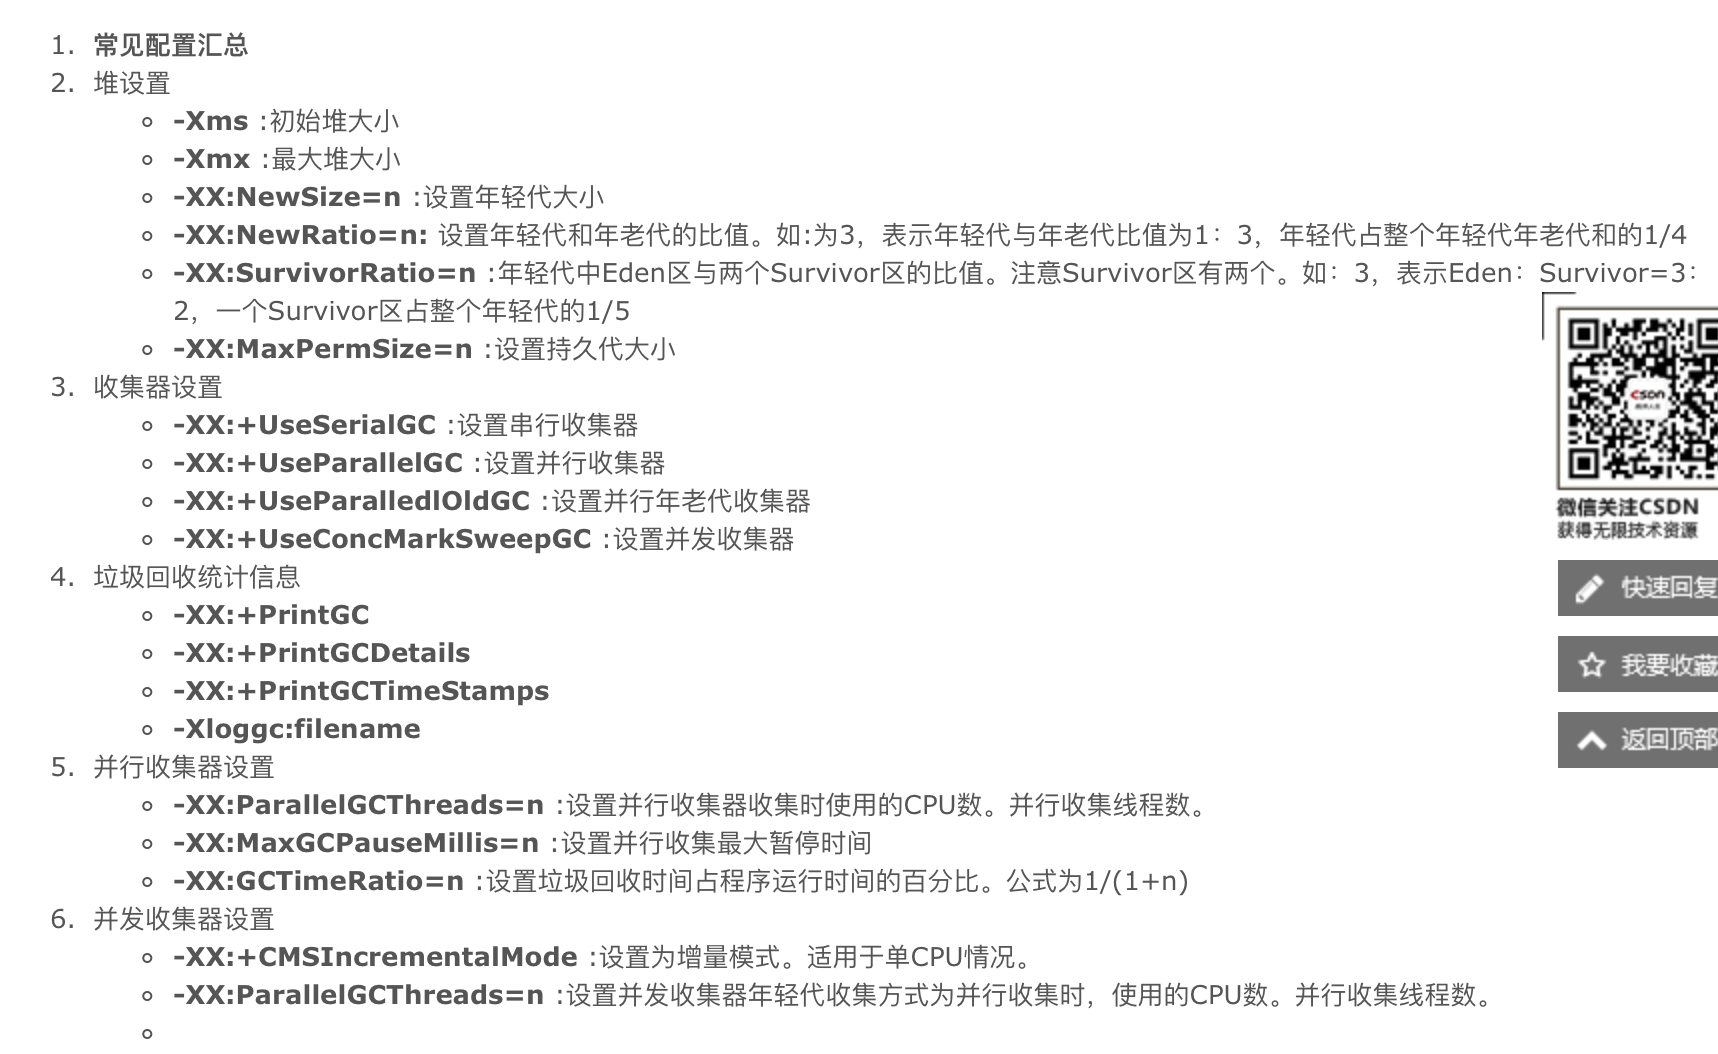 1. 常见配置汇总
2. 堆设置
-Xms :初始堆大小
-Xmx :最大堆大小
-XX:NewSize=n :设置年轻代大小
-XX:NewRatio=n: 设置年轻代和年老代的比值。如:为3，表示年轻代与年老代比值为1：3，年轻代占整个年轻代年老代和的1/4
-XX:SurvivorRatio=n :年轻代中Eden区与两个Survivor区的比值。注意Survivor区有两个。如：3，表示Eden：Survivor=3：
2，一个Survivor区占整个年轻代的1/5
-XX:MaxPermSize=n :设置持久代大小
3. 收集器设置
-XX:+UseSerialGC :设置串行收集器
-XX:+UseParallelGC :设置并行收集器
-XX:+UseParalledlOldGC :设置并行年老代收集器
-XX:+UseConcMarkSweepGC :设置并发收集器
4. 垃圾回收统计信息
-XX:+PrintGC
-XX:+PrintGCDetails
-XX:+PrintGCTimeStamps
-Xloggc:filename
5. 并行收集器设置
-XX:ParallelGCThreads=n :设置并行收集器收集时使用的CPU数。并行收集线程数。
-XX:MaxGCPauseMillis=n :设置并行收集最大暂停时间
-XX:GCTimeRatio=n :设置垃圾回收时间占程序运行时间的百分比。公式为1/(1+n)
6. 并发收集器设置
-XX:+CMSIncrementalMode :设置为增量模式。适用于单CPU情况。
-XX:ParallelGCThreads=n :设置并发收集器年轻代收集方式为并行收集时，使用的CPU数。并行收集线程数。
CSDN
微信关注CSDN
获得无限技术资源
快速回复
我要收藏
返回顶部